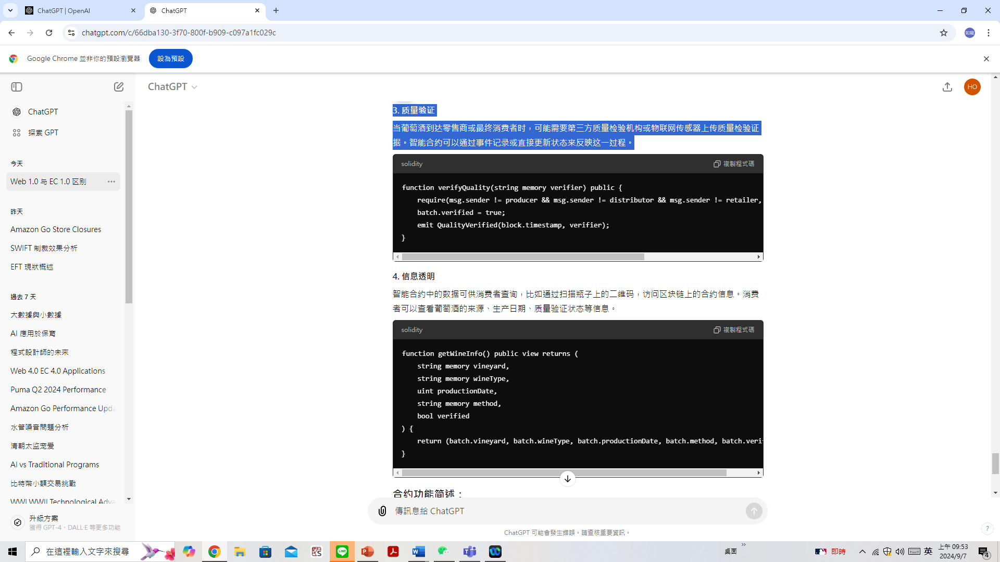 ChatGPT | OpenAI
ChatGPT
chatgpt.com/c/66dba130-3f70-800f-b909-c097a1fc029c
如龍
Google Chrome 並非你的預設瀏覽器
設為預設
ChatGPT
探索 GPT
今天
Web 1.0 与 EC 1.0 区别
昨天
Amazon Go Store Closures
SWIFT 制裁效果分析
EFT 現狀概述
過去 7 天
大數據與小數據
AI 應用於保育
程式設計師的未來
Web 4.0 EC 4.0 Applications
Puma Q2 2024 Performance
Amazon Go Performance Upda
水管噪音問題分析
清朝太监宠爱
AI vs Traditional Programs
比特幣小額交易挑戰
WWI WWII Technological Adva
升級方案
獲得 GPT-4、DALL·E 等更多功能
ChatGPT
HO
3. 质量验证
当葡萄酒到达零售商或最终消费者时，可能需要第三方质量检验机构或物联网传感器上传质量检验证
据。智能合约可以通过事件记录或直接更新状态来反映这一过程。
solidity
複製程式碼
function verifyQuality(string memory verifier) public {
require(msg.sender != producer && msg.sender != distributor && msg.sender != retailer,
batch.verified = true;
emit QualityVerified(block.timestamp, verifier);
}
4. 信息透明
智能合约中的数据可供消费者查询，比如通过扫描瓶子上的二维码，访问区块链上的合约信息。消费
者可以查看葡萄酒的来源、生产日期、质量验证状态等信息。
solidity
複製程式碼
function getWineInfo() public view returns (
string memory vineyard,
string memory wineType,
uint productionDate,
string memory method,
bool verified
) {
return (batch.vineyard, batch.wineType, batch.productionDate, batch.method, batch.veri
}
合约功能简述：
傳訊息給 ChatGPT
ChatGPT 可能會發生錯誤。請查核重要資訊。
?
在這裡輸入文字來搜尋
桌面
即時
英
上午 09:53
2024/9/7
4